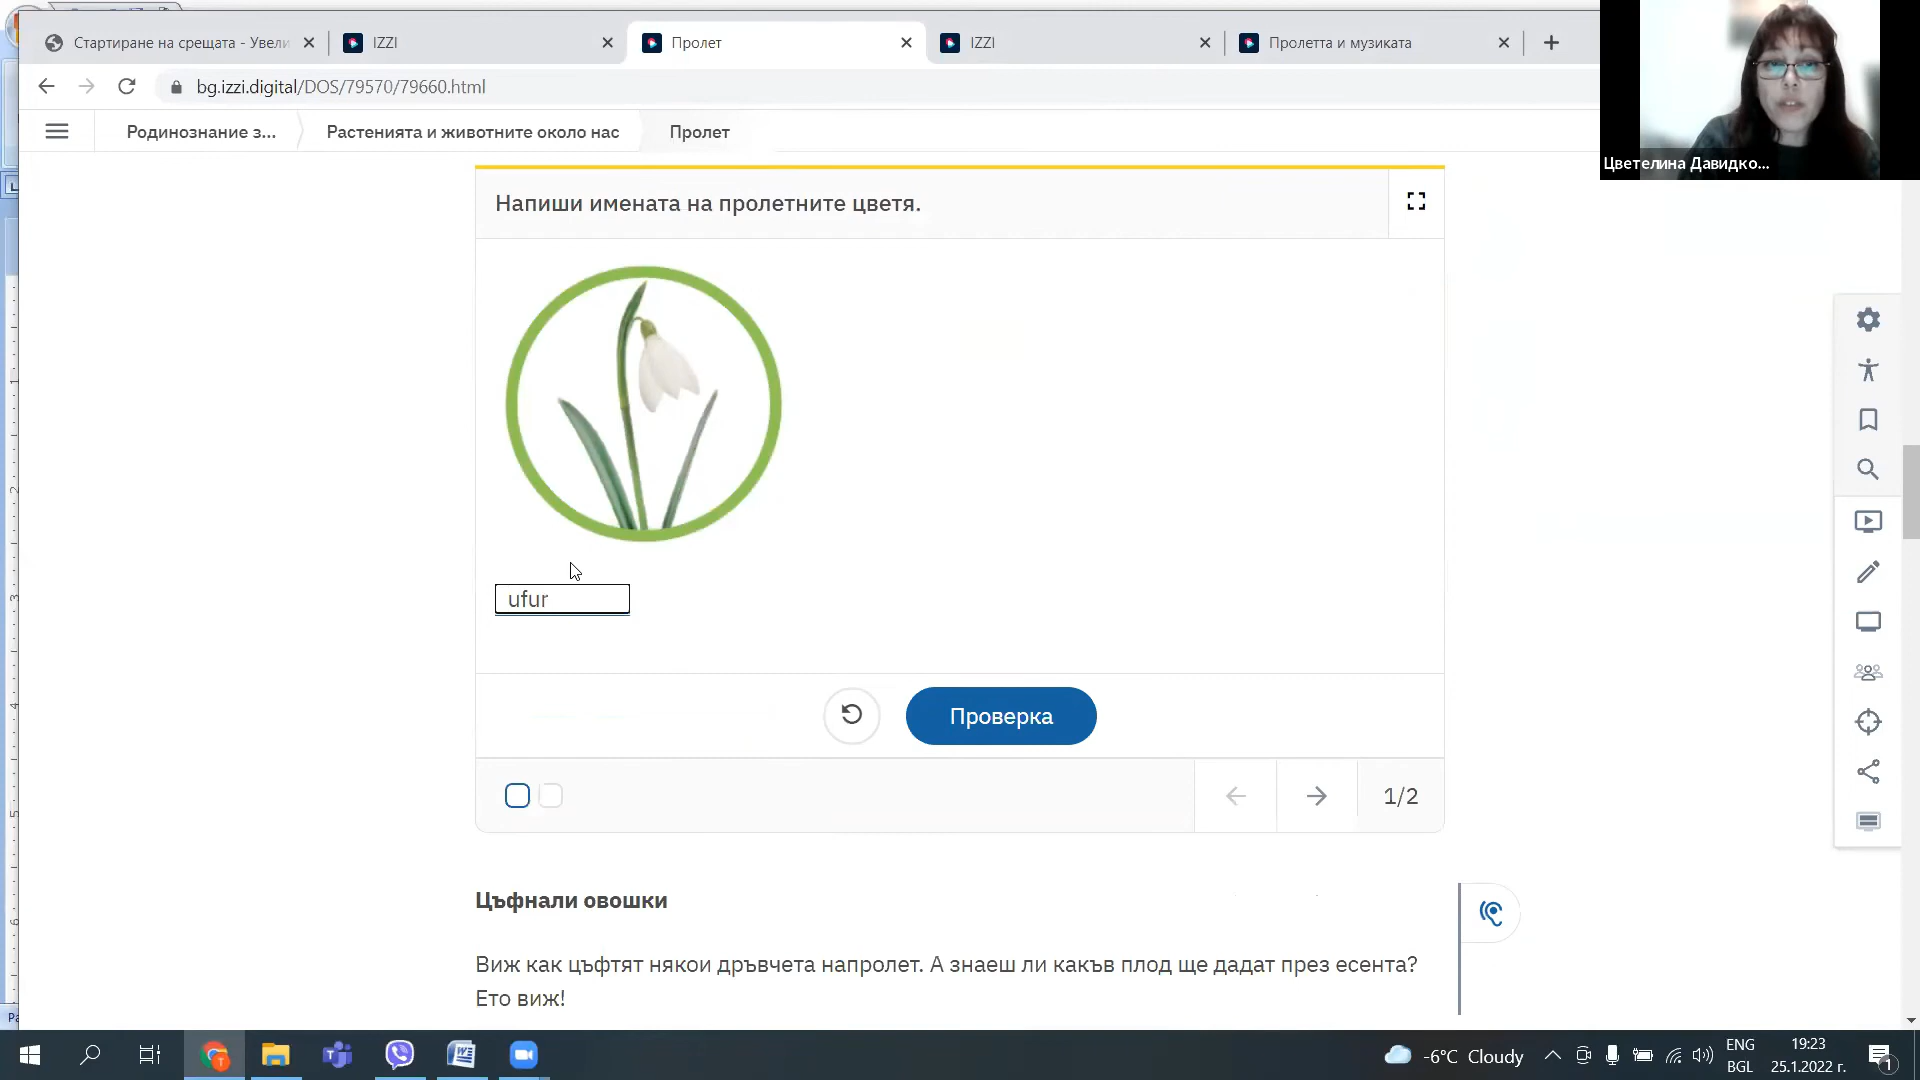 Стартиране на срещата - Увели
IZZI
Пролет
IZZI
Пролетта и музиката
bg.izzi.digital/DOS/79570/79660.html
Цветелина Давидко...
Родинознание з...
Растенията и животните около нас
Пролет
Напиши имената на пролетните цветя.
ufur
Проверка
1/2
Цъфнали овошки
Виж как цъфтят някои дръвчета напролет. А знаеш ли какъв плод ще дадат през есента?
Ето виж!
-6°C Cloudy
ENG
BGL
19:23
25.1.2022 г.
1